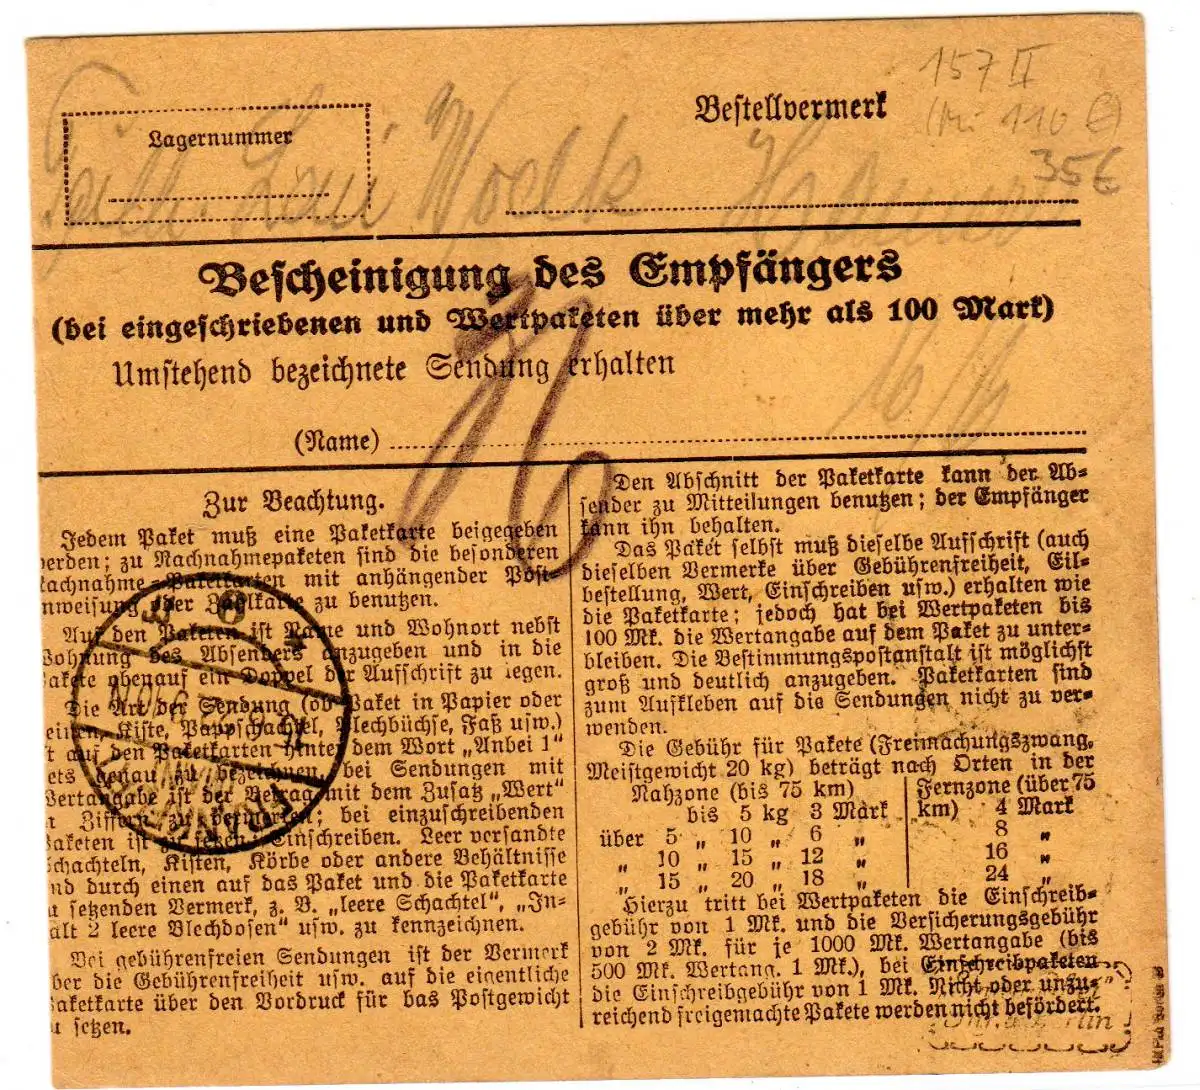 157 II
Bestellvermerk
(Mi 110
35€
Lagernummer
Bescheinigung des Empfängers
(bei eingeschriebenen und Wertpaketen über mehr als 100 Mark)
Umstehend bezeichnete Sendung erhalten
(Name)
Zur Beachtung.
Jedem Paket muß eine Paketkarte beigegeben
werden; zu Nachnahmepaketen sind die besonderen
Nachnahme-Paketkarten mit anhängender Post-
anweisung oder Zahlkarte zu benutzen.
Auf den Paketen ist Name und Wohnort nebst
Wohnung des Absenders anzugeben und in die
Pakete obenauf ein Doppel der Aufschrift zu legen.
Die Art der Sendung (ob Paket in Papier oder
Leinen, Kiste, Pappschachtel, Blechbüchse, Faß usw.)
ist auf den Paketkarten hinter dem Wort „Anbei 1"
stets genau zu bezeichnen, bei Sendungen mit
Wertangabe ist der Betrag mit dem Zusatz „Wert"
in Ziffern zu vermerken; bei einzuschreibenden
Paketen ist zu setzen: Einschreiben. Leer versandte
Schachteln, Kisten, Körbe oder andere Behältnisse
sind durch einen auf das Paket und die Paketkarte
zu setzenden Vermerk, z. B. „leere Schachtel", „In-
halt 2 leere Blechdosen" usw. zu kennzeichnen.
Bei gebührenfreien Sendungen ist der Vermerk
über die Gebührenfreiheit usw. auf die eigentliche
Paketkarte über den Vordruck für das Postgewicht
zu setzen.
Den Abschnitt der Paketkarte kann der Ab-
sender zu Mitteilungen benutzen; der Empfänger
kann ihn behalten.
Das Paket selbst muß dieselbe Aufschrift (auch
dieselben Vermerke über Gebührenfreiheit, Eil-
bestellung, Wert, Einschreiben usw.) erhalten wie
die Paketkarte; jedoch hat bei Wertpaketen bis
100 Mk. die Wertangabe auf dem Paket zu unter-
bleiben. Die Bestimmungspostanstalt ist möglichst
groß und deutlich anzugeben. Paketkarten sind
zum Aufkleben auf die Sendungen nicht zu ver-
wenden.
Die Gebühr für Pakete (Freimachungszwang,
Meistgewicht 20 kg) beträgt nach Orten in der
Nahzone (bis 75 km) Fernzone (über 75
bis 5 kg 3 Mark km) 4 Mark
über 5 „ 10 „ 6 „ 8 „
„ 10 „ 15 „ 12 „ 16 „
„ 15 „ 20 „ 18 „ 24 „
Hierzu tritt bei Wertpaketen die Einschreib-
gebühr von 1 Mk. und die Versicherungsgebühr
von 2 Mk. für je 1000 Mk. Wertangabe (bis
500 Mk. Wertang. 1 Mk.), bei Einschreibpaketen
die Einschreibgebühr von 1 Mk. Nicht oder unzu-
reichend freigemachte Pakete werden nicht befördert.